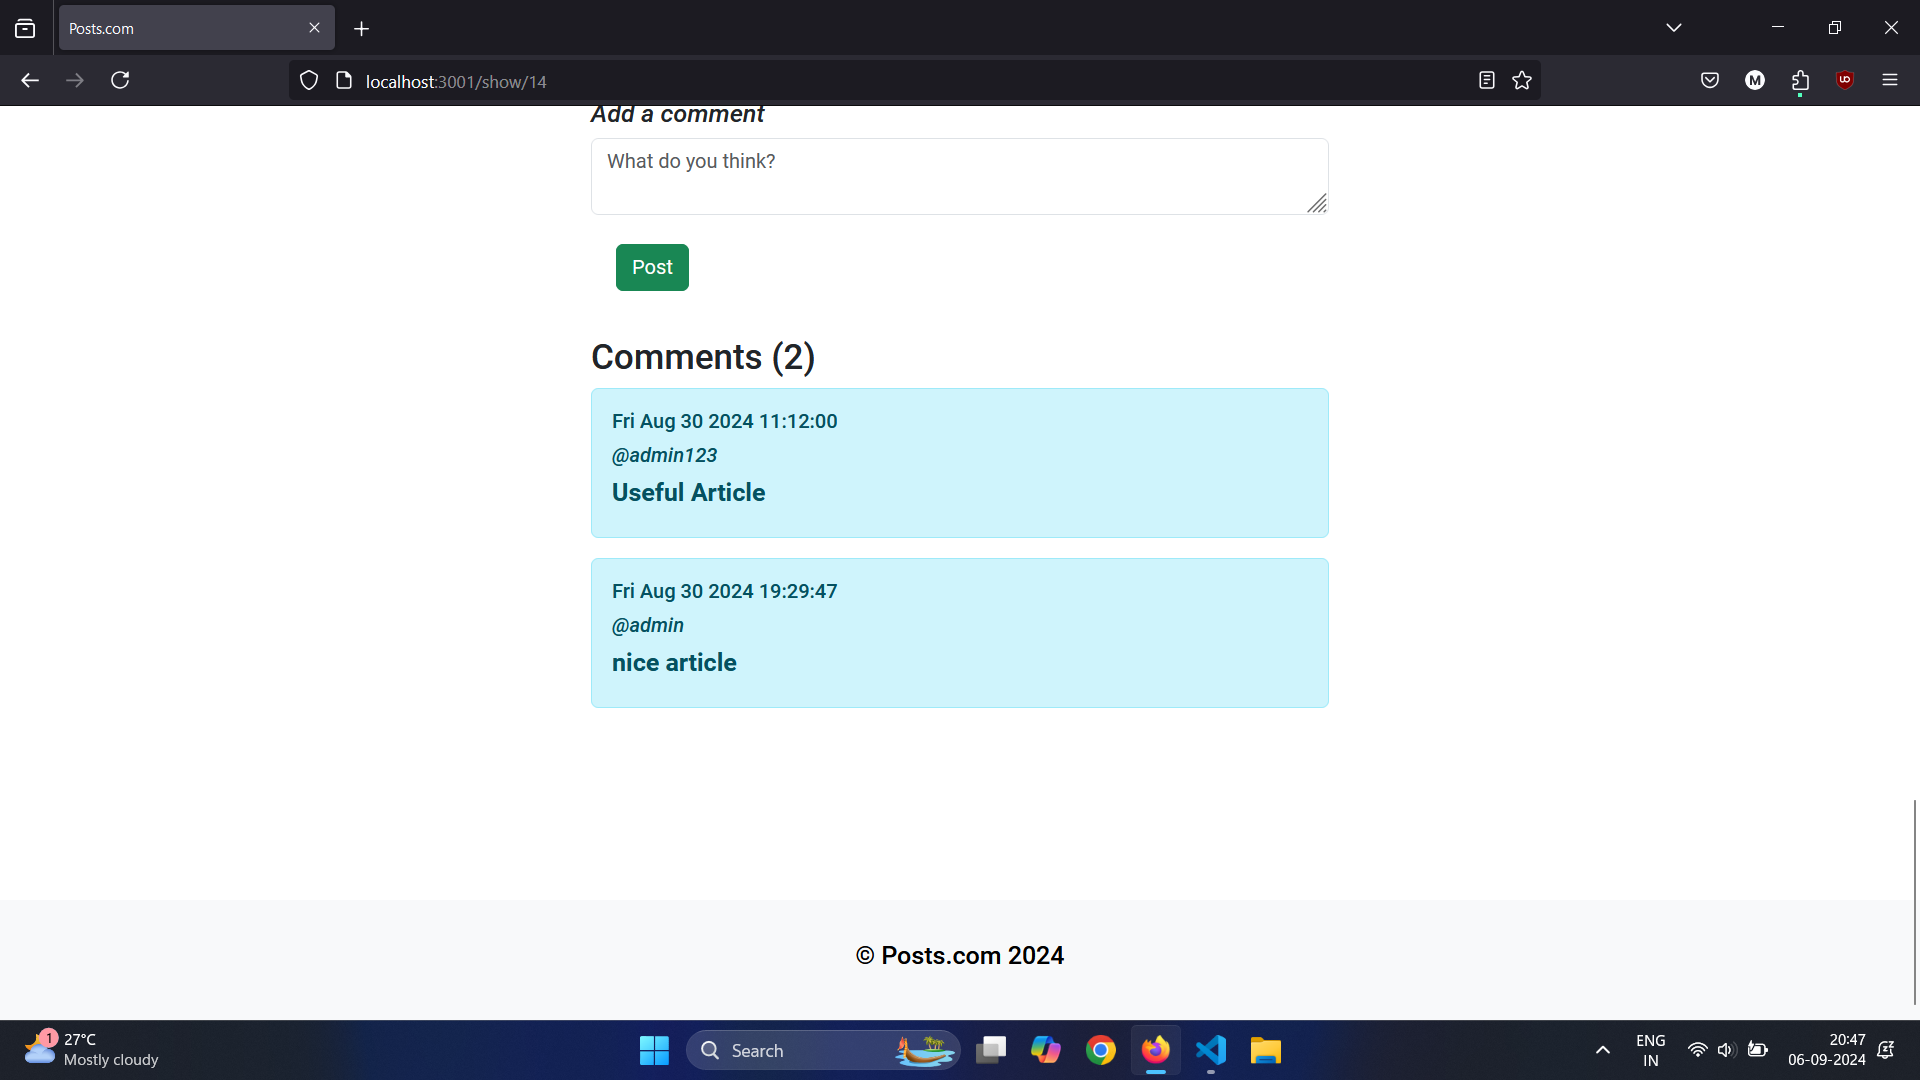 Posts.com
localhost:3001/show/14
M
Add a comment
What do you think?
Post
Comments (2)
Fri Aug 30 2024 11:12:00
@admin123
Useful Article
Fri Aug 30 2024 19:29:47
@admin
nice article
© Posts.com 2024
1
27°C
Mostly cloudy
Search
ENG
IN
20:47
06-09-2024